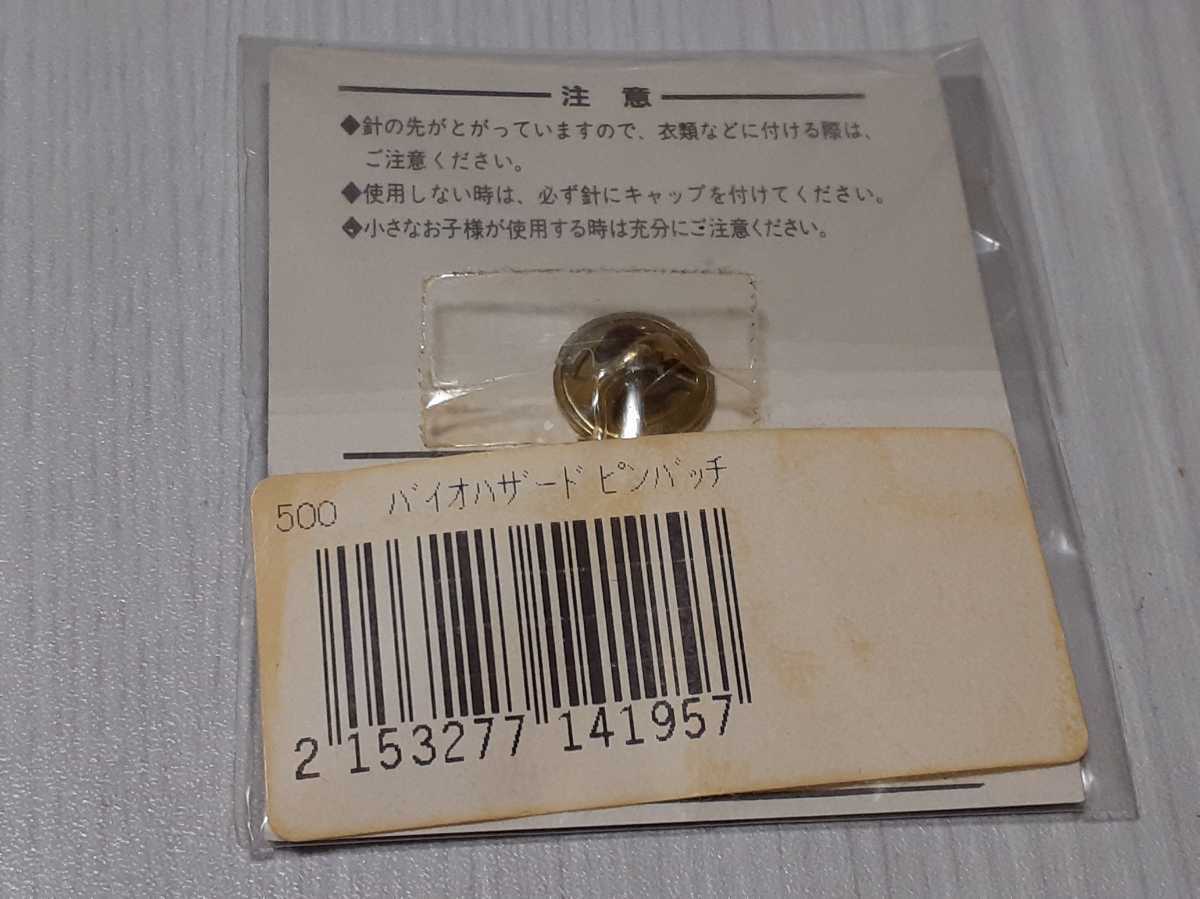 注 意
◆針の先がとがっていますので、衣類などに付ける際は、
ご注意ください。
◆使用しない時は、必ず針にキャップを付けてください。
◆小さなお子様が使用する時は充分にご注意ください。
500 バイオハザード ピンバッチ
2 153277 141957